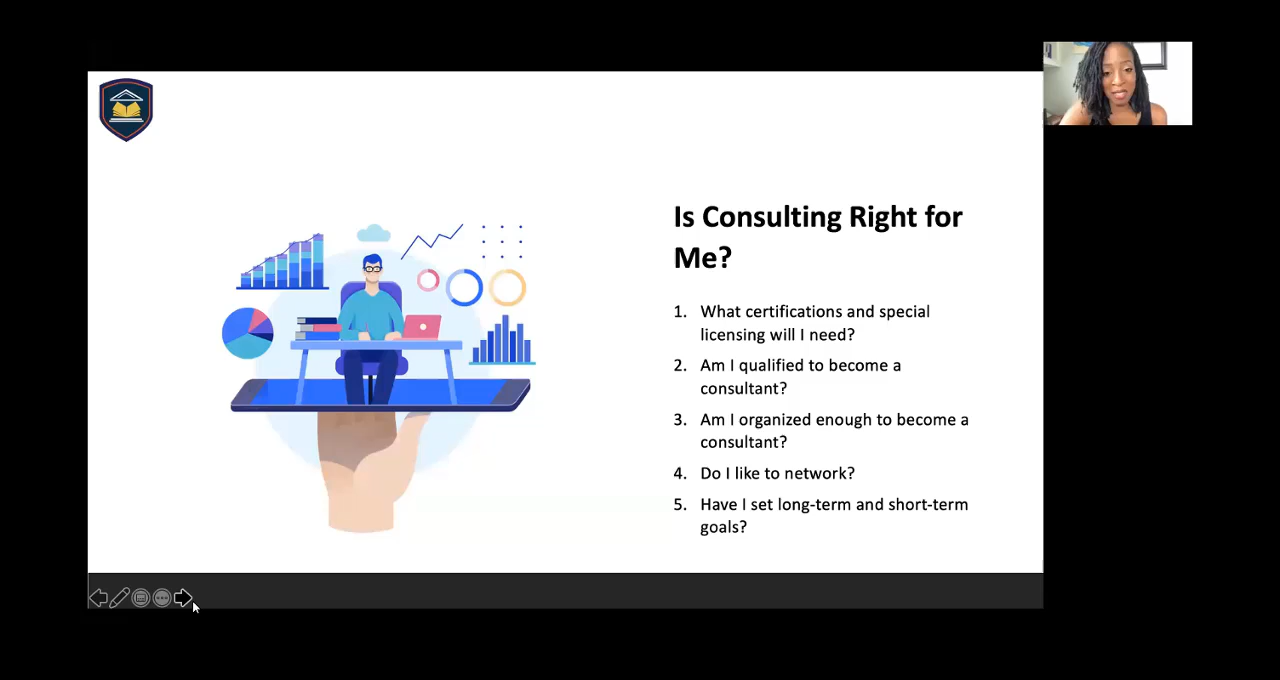 Is Consulting Right for
Me?
1. What certifications and special
licensing will I need?
2. Am I qualified to become a
consultant?
3. Am I organized enough to become a
consultant?
4. Do I like to network?
5. Have I set long-term and short-term
goals?